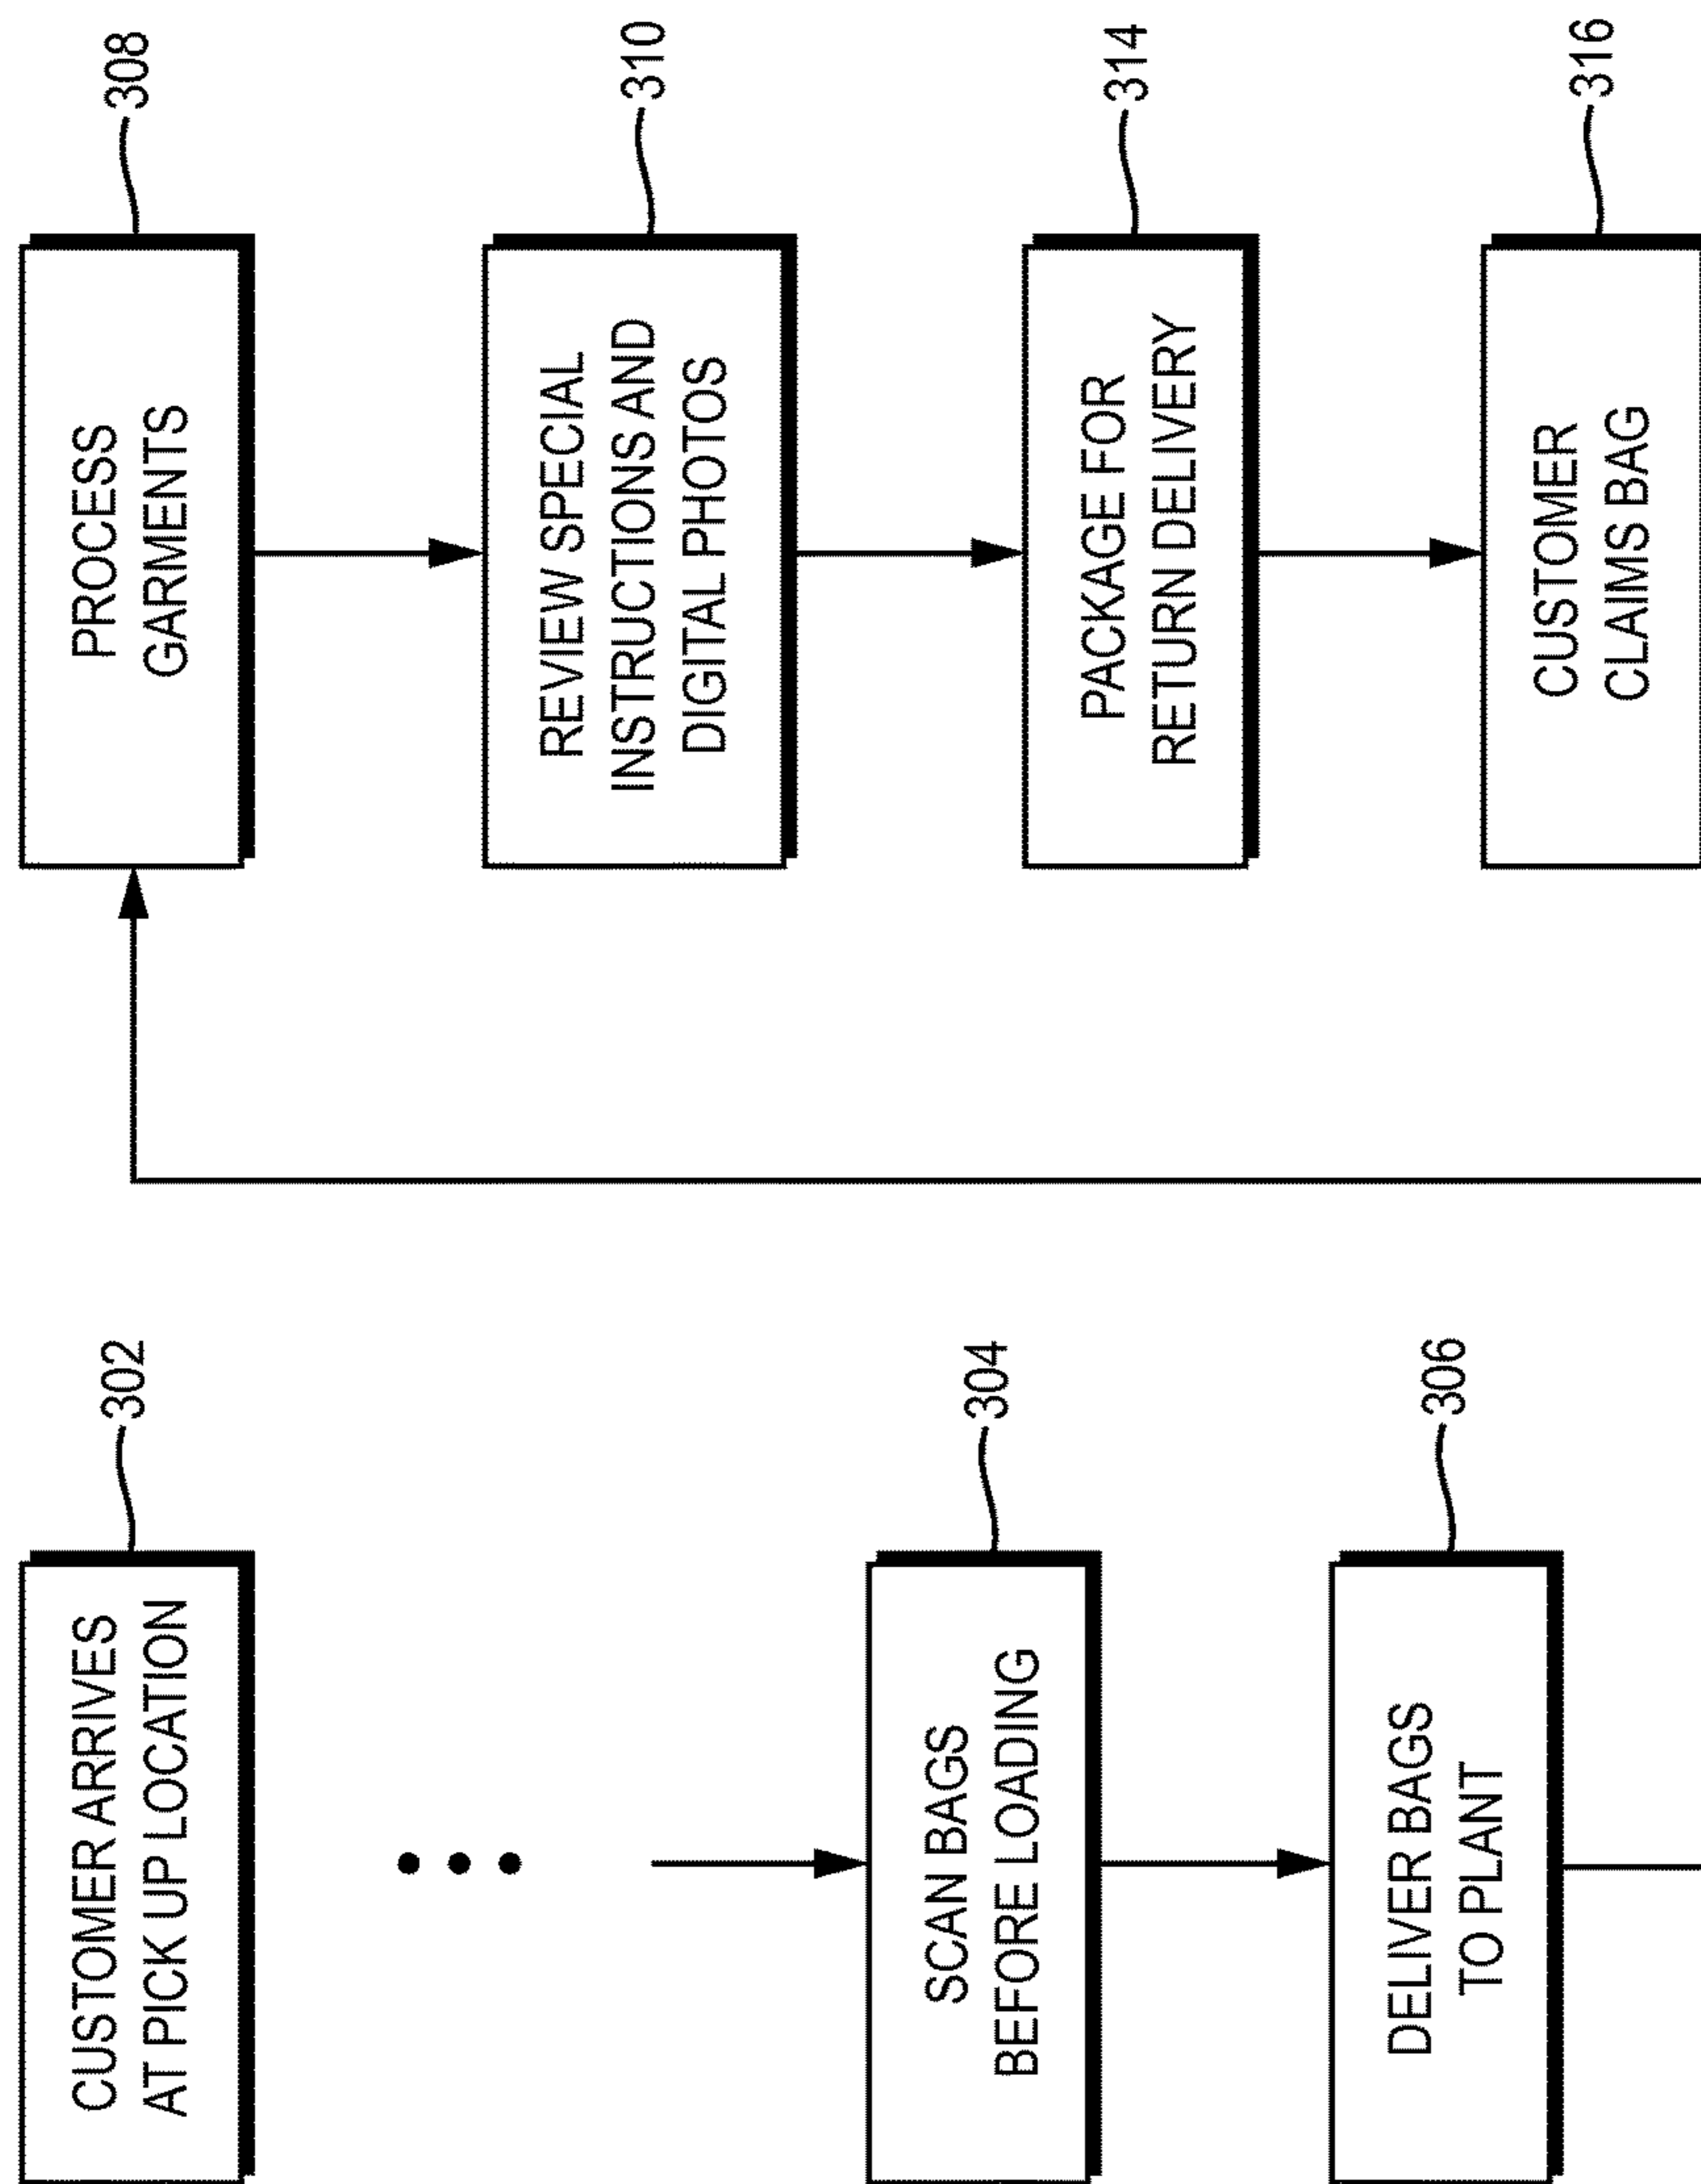 CUSTOMER ARRIVES
AT PICK UP LOCATION
302
SCAN BAGS
BEFORE LOADING
304
DELIVER BAGS
TO PLANT
306
PROCESS
GARMENTS
308
REVIEW SPECIAL
INSTRUCTIONS AND
DIGITAL PHOTOS
310
PACKAGE FOR
RETURN DELIVERY
314
CUSTOMER
CLAIMS BAG
316